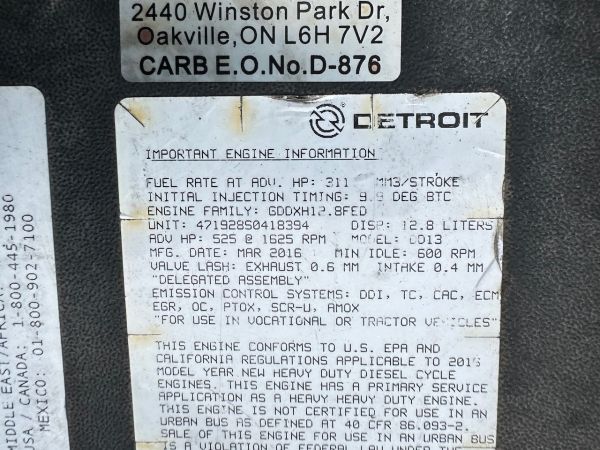 2440 Winston Park Dr,
Oakville,ON L6H 7V2
CARB E.O.No.D-876
DETROIT
IMPORTANT ENGINE INFORMATION
FUEL RATE AT ADV. HP: 311 MM3/STROKE
INITIAL INJECTION TIMING: 9.9 DEG BTC
ENGINE FAMILY: GDDXH12.8FED
UNIT: 471928S0418394 DISP: 12.8 LITERS
ADV HP: 525 @ 1625 RPM MODEL: DD13
MFG. DATE: MAR 2016 MIN IDLE: 600 RPM
VALVE LASH: EXHAUST 0.6 MM INTAKE 0.4 MM
"DELEGATED ASSEMBLY"
EMISSION CONTROL SYSTEMS: DDI, TC, CAC, ECM
EGR, OC, PTOX, SCR-U, AMOX
"FOR USE IN VOCATIONAL OR TRACTOR VEHICLES"
THIS ENGINE CONFORMS TO U.S. EPA AND
CALIFORNIA REGULATIONS APPLICABLE TO 2016
MODEL YEAR NEW HEAVY DUTY DIESEL CYCLE
ENGINES. THIS ENGINE HAS A PRIMARY SERVICE
APPLICATION AS A HEAVY HEAVY DUTY ENGINE.
THIS ENGINE IS NOT CERTIFIED FOR USE IN AN
URBAN BUS AS DEFINED AT 40 CFR 86.093-2.
SALE OF THIS ENGINE FOR USE IN AN URBAN BUS
IS A VIOLATION OF FEDERAL LAW UNDER THE
MIDDLE EAST/AFRICA:
USA / CANADA: 1-800-445-1980
MEXICO: 01-800-902-7100